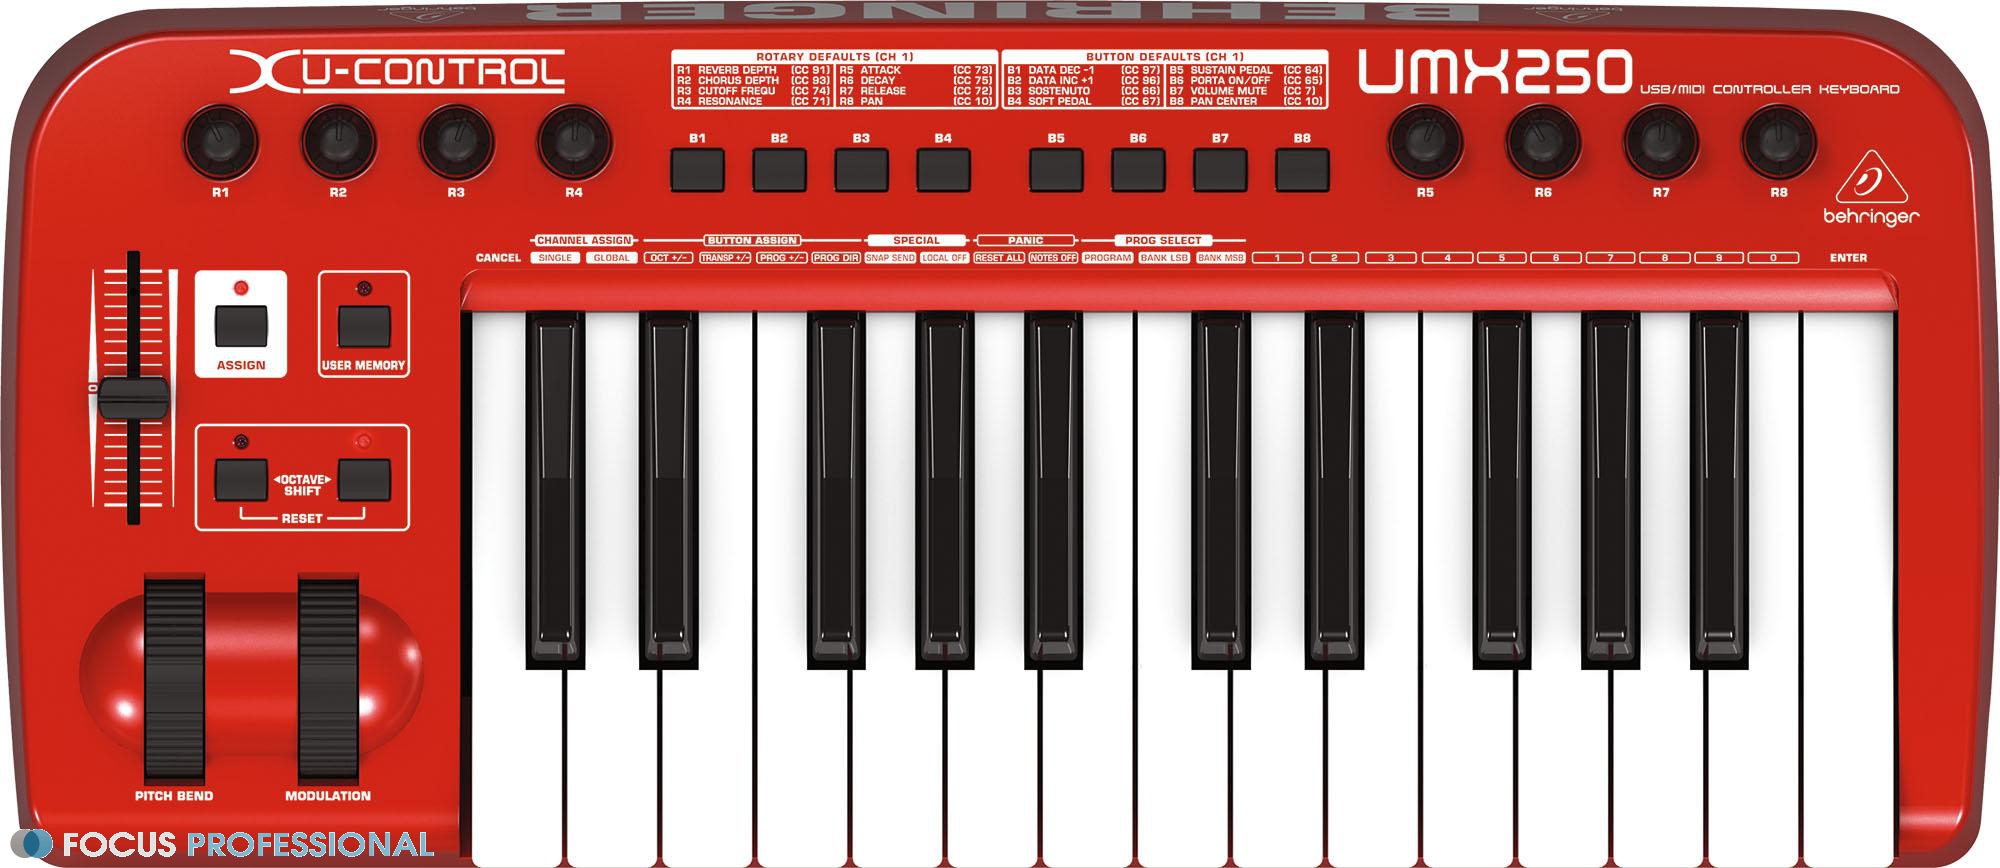 BEHRINGER
behringer
U-CONTROL
ROTARY DEFAULTS (CH 1)
R1 REVERB DEPTH (CC 91) R5 ATTACK (CC 73)
R2 CHORUS DEPTH (CC 93) R6 DECAY (CC 75)
R3 CUTOFF FREQU (CC 74) R7 RELEASE (CC 72)
R4 RESONANCE (CC 71) R8 PAN (CC 10)
BUTTON DEFAULTS (CH 1)
B1 DATA DEC -1 (CC 97) B5 SUSTAIN PEDAL (CC 64)
B2 DATA INC +1 (CC 96) B6 PORTA ON/OFF (CC 65)
B3 SOSTENUTO (CC 66) B7 VOLUME MUTE (CC 7)
B4 SOFT PEDAL (CC 67) B8 PAN CENTER (CC 10)
UMX250
USB/MIDI CONTROLLER KEYBOARD
B1 B2 B3 B4 B5 B6 B7 B8
R1 R2 R3 R4 R5 R6 R7 R8
behringer
CHANNEL ASSIGN BUTTON ASSIGN SPECIAL PANIC PROG SELECT
CANCEL SINGLE GLOBAL OCT +/- TRANSP +/- PROG +/- PROG DIR SNAP SEND LOCAL OFF RESET ALL NOTES OFF PROGRAM BANK LSB BANK MSB 1 2 3 4 5 6 7 8 9 0 ENTER
ASSIGN USER MEMORY
0
OCTAVE
SHIFT
RESET
PITCH BEND MODULATION
FOCUS PROFESSIONAL